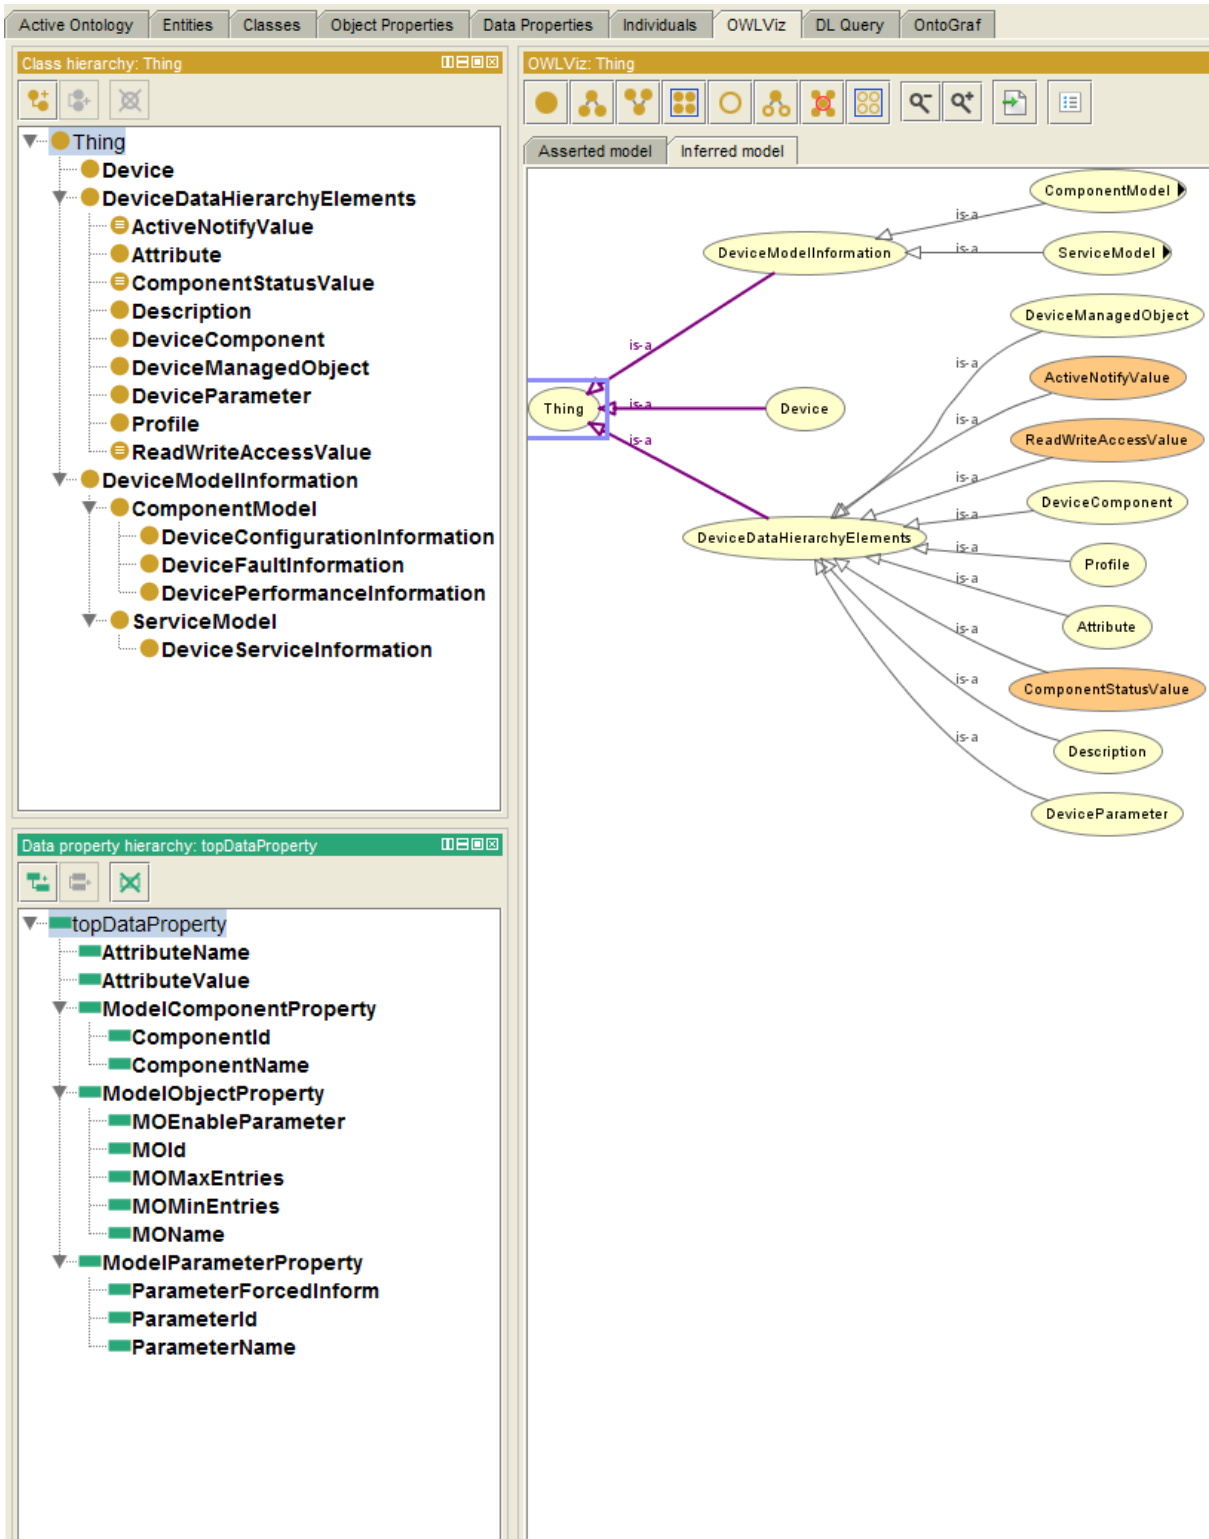 Active Ontology Entities Classes Object Properties Data Properties Individuals OWLViz DL Query OntoGraf
Class hierarchy: Thing
Thing
Device
DeviceDataHierarchyElements
ActiveNotifyValue
Attribute
ComponentStatusValue
Description
DeviceComponent
DeviceManagedObject
DeviceParameter
Profile
ReadWriteAccessValue
DeviceModelInformation
ComponentModel
DeviceConfigurationInformation
DeviceFaultInformation
DevicePerformanceInformation
ServiceModel
DeviceServiceInformation
Data property hierarchy: topDataProperty
topDataProperty
AttributeName
AttributeValue
ModelComponentProperty
ComponentId
ComponentName
ModelObjectProperty
MOEnableParameter
MOId
MOMaxEntries
MOMinEntries
MOName
ModelParameterProperty
ParameterForcedInform
ParameterId
ParameterName
OWLViz: Thing
Asserted model Inferred model
ComponentModel
is-a
DeviceModelInformation
is-a
ServiceModel
DeviceManagedObject
is-a
is-a
ActiveNotifyValue
Thing
is-a
Device
is-a
is-a
ReadWriteAccessValue
is-a
DeviceComponent
is-a
DeviceDataHierarchyElements
is-a
Profile
is-a
Attribute
is-a
ComponentStatusValue
is-a
Description
is-a
DeviceParameter